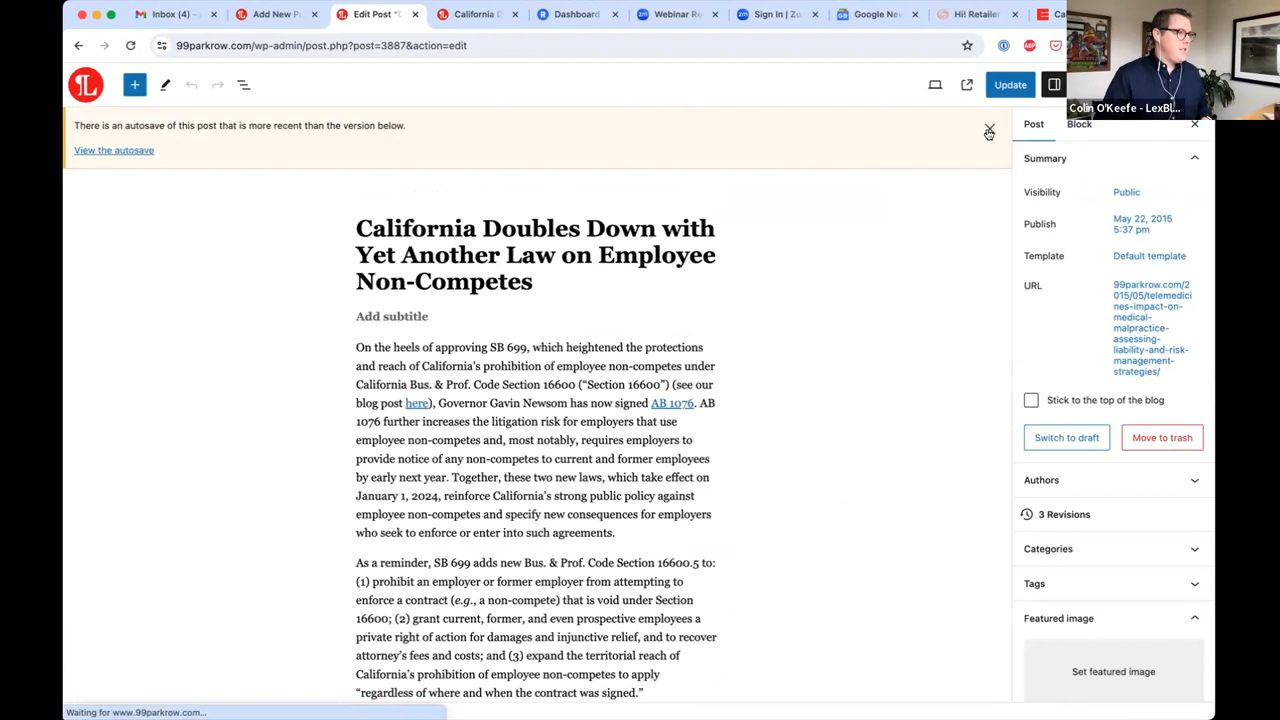 Inbox (4) -
Add New P
Edit Post "
California D
Dashboard
Webinar Re
Sign In | Ze
Google New
Hi! Retailer
Ca
99parkrow.com/wp-admin/post.php?post=3887&action=edit
ABP
Colin O'Keefe - LexBl...
Update
There is an autosave of this post that is more recent than the version below.
View the autosave
Post
Block
California Doubles Down with
Yet Another Law on Employee
Non-Competes
Add subtitle
On the heels of approving SB 699, which heightened the protections
and reach of California's prohibition of employee non-competes under
California Bus. & Prof. Code Section 16600 ("Section 16600") (see our
blog post here), Governor Gavin Newsom has now signed AB 1076. AB
1076 further increases the litigation risk for employers that use
employee non-competes and, most notably, requires employers to
provide notice of any non-competes to current and former employees
by early next year. Together, these two new laws, which take effect on
January 1, 2024, reinforce California's strong public policy against
employee non-competes and specify new consequences for employers
who seek to enforce or enter into such agreements.
As a reminder, SB 699 adds new Bus. & Prof. Code Section 16600.5 to:
(1) prohibit an employer or former employer from attempting to
enforce a contract (e.g., a non-compete) that is void under Section
16600; (2) grant current, former, and even prospective employees a
private right of action for damages and injunctive relief, and to recover
attorney's fees and costs; and (3) expand the territorial reach of
California's prohibition of employee non-competes to apply
"regardless of where and when the contract was signed."
Summary
Visibility
Public
Publish
May 22, 2015
5:37 pm
Template
Default template
URL
99parkrow.com/2
015/05/telemedici
nes-impact-on-
medical-
malpractice-
assessing-
liability-and-risk-
management-
strategies/
Stick to the top of the blog
Switch to draft
Move to trash
Authors
3 Revisions
Categories
Tags
Featured image
Set featured image
Waiting for www.99parkrow.com...